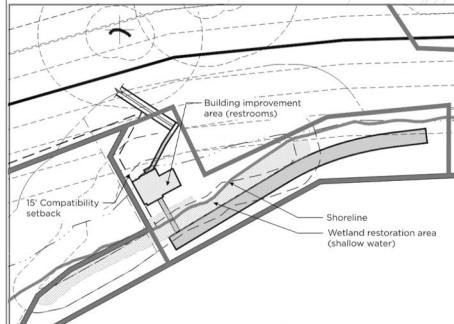 Building improvement
area (restrooms)
15' Compatibility
setback
Shoreline
Wetland restoration area
(shallow water)